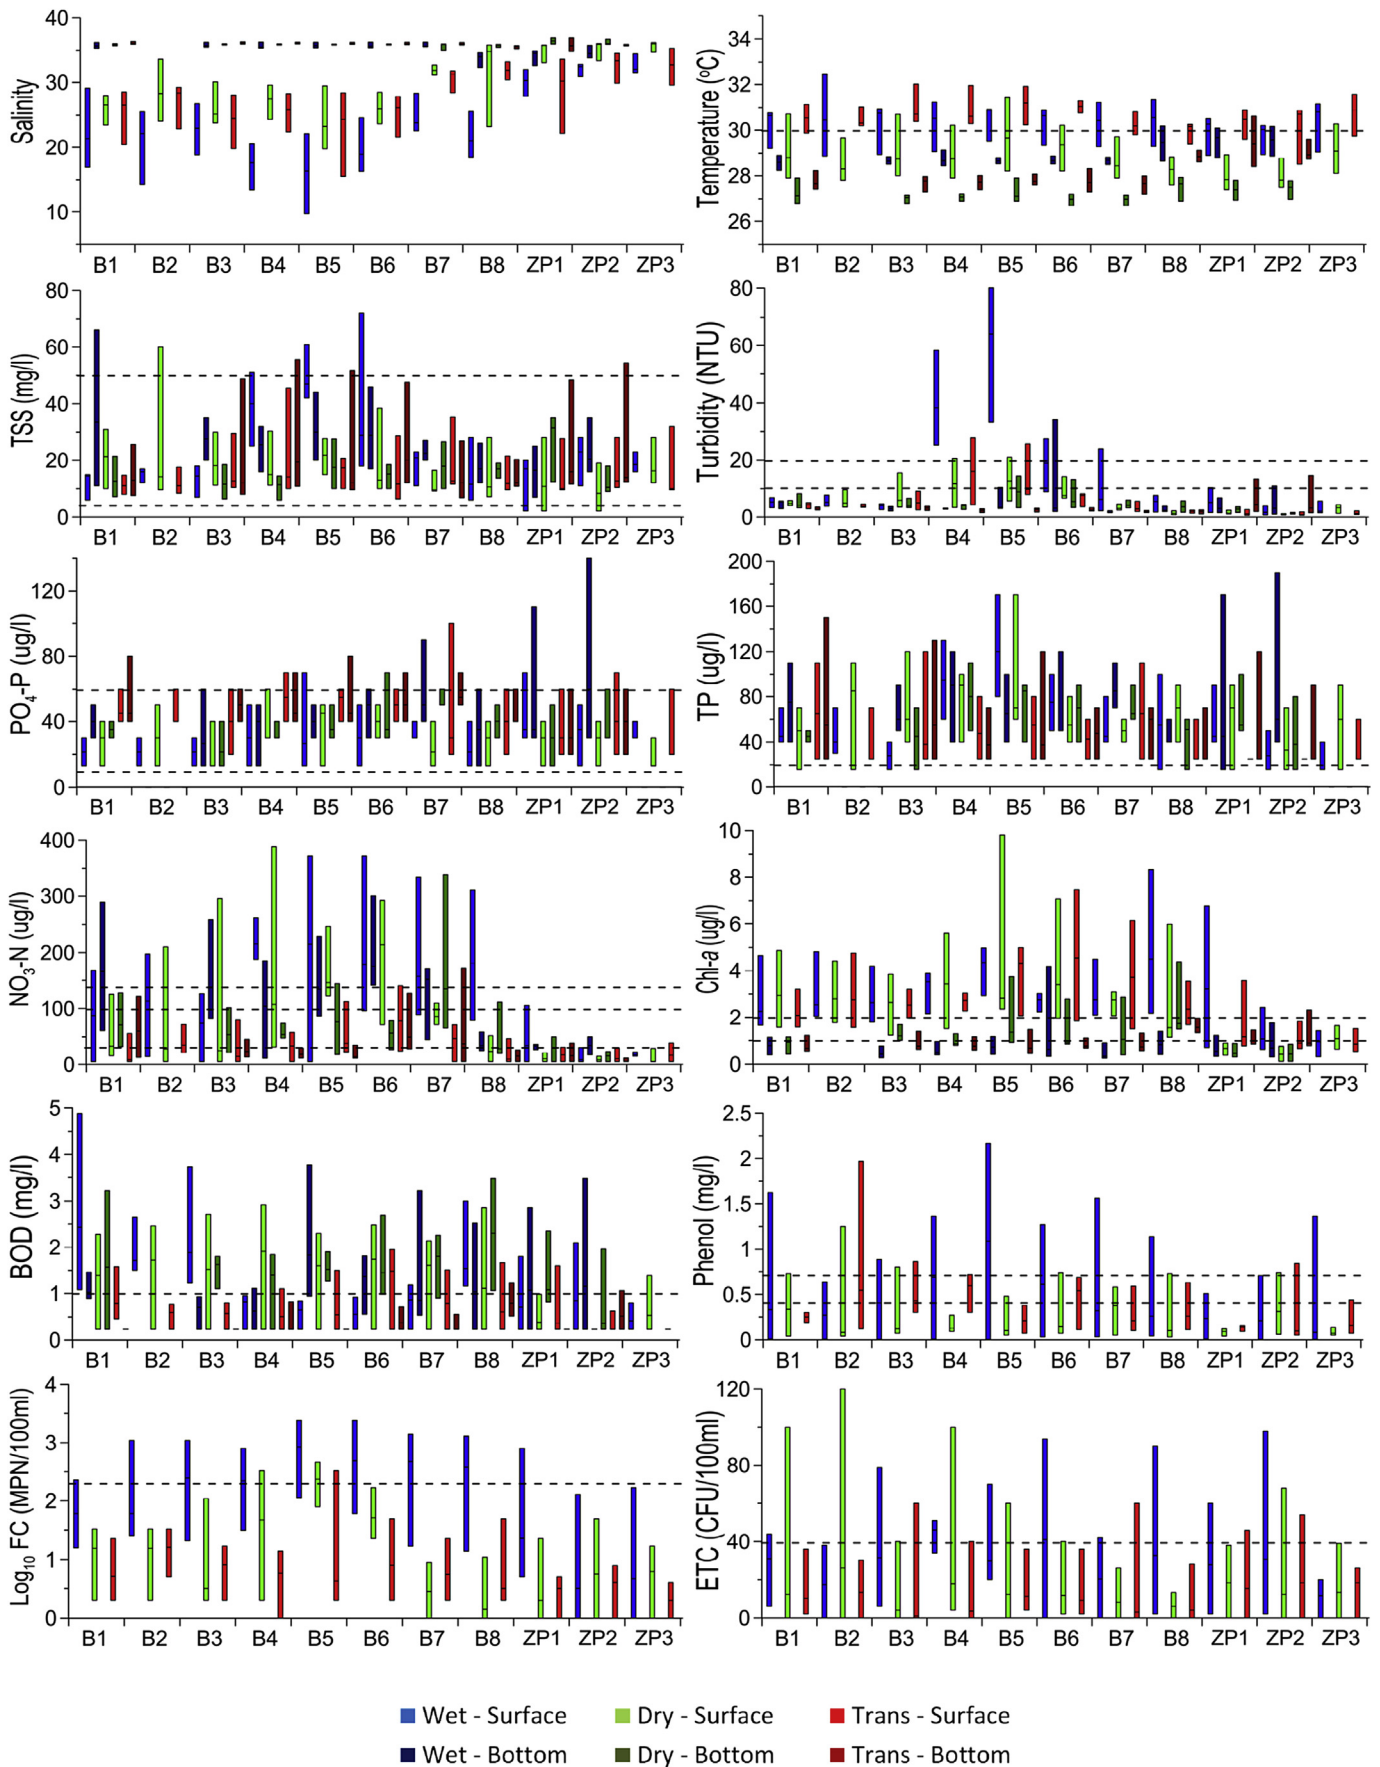 40
30
20
10
Salinity
B1 B2 B3 B4 B5 B6 B7 B8 ZP1 ZP2 ZP3
34
32
30
28
26
Temperature (ºC)
B1 B2 B3 B4 B5 B6 B7 B8 ZP1 ZP2 ZP3
80
60
40
20
0
TSS (mg/l)
B1 B2 B3 B4 B5 B6 B7 B8 ZP1 ZP2 ZP3
80
60
40
20
0
Turbidity (NTU)
B1 B2 B3 B4 B5 B6 B7 B8 ZP1 ZP2 ZP3
120
80
40
0
PO₄-P (ug/l)
B1 B2 B3 B4 B5 B6 B7 B8 ZP1 ZP2 ZP3
200
160
120
80
40
0
TP (ug/l)
B1 B2 B3 B4 B5 B6 B7 B8 ZP1 ZP2 ZP3
400
300
200
100
0
NO₃-N (ug/l)
B1 B2 B3 B4 B5 B6 B7 B8 ZP1 ZP2 ZP3
10
8
6
4
2
0
Chl-a (ug/l)
B1 B2 B3 B4 B5 B6 B7 B8 ZP1 ZP2 ZP3
5
4
3
2
1
0
BOD (mg/l)
B1 B2 B3 B4 B5 B6 B7 B8 ZP1 ZP2 ZP3
2.5
2
1.5
1
0.5
0
Phenol (mg/l)
B1 B2 B3 B4 B5 B6 B7 B8 ZP1 ZP2 ZP3
4
3
2
1
0
Log₁₀ FC (MPN/100ml)
B1 B2 B3 B4 B5 B6 B7 B8 ZP1 ZP2 ZP3
120
80
40
0
ETC (CFU/100ml)
B1 B2 B3 B4 B5 B6 B7 B8 ZP1 ZP2 ZP3
Wet - Surface Dry - Surface Trans - Surface
Wet - Bottom Dry - Bottom Trans - Bottom